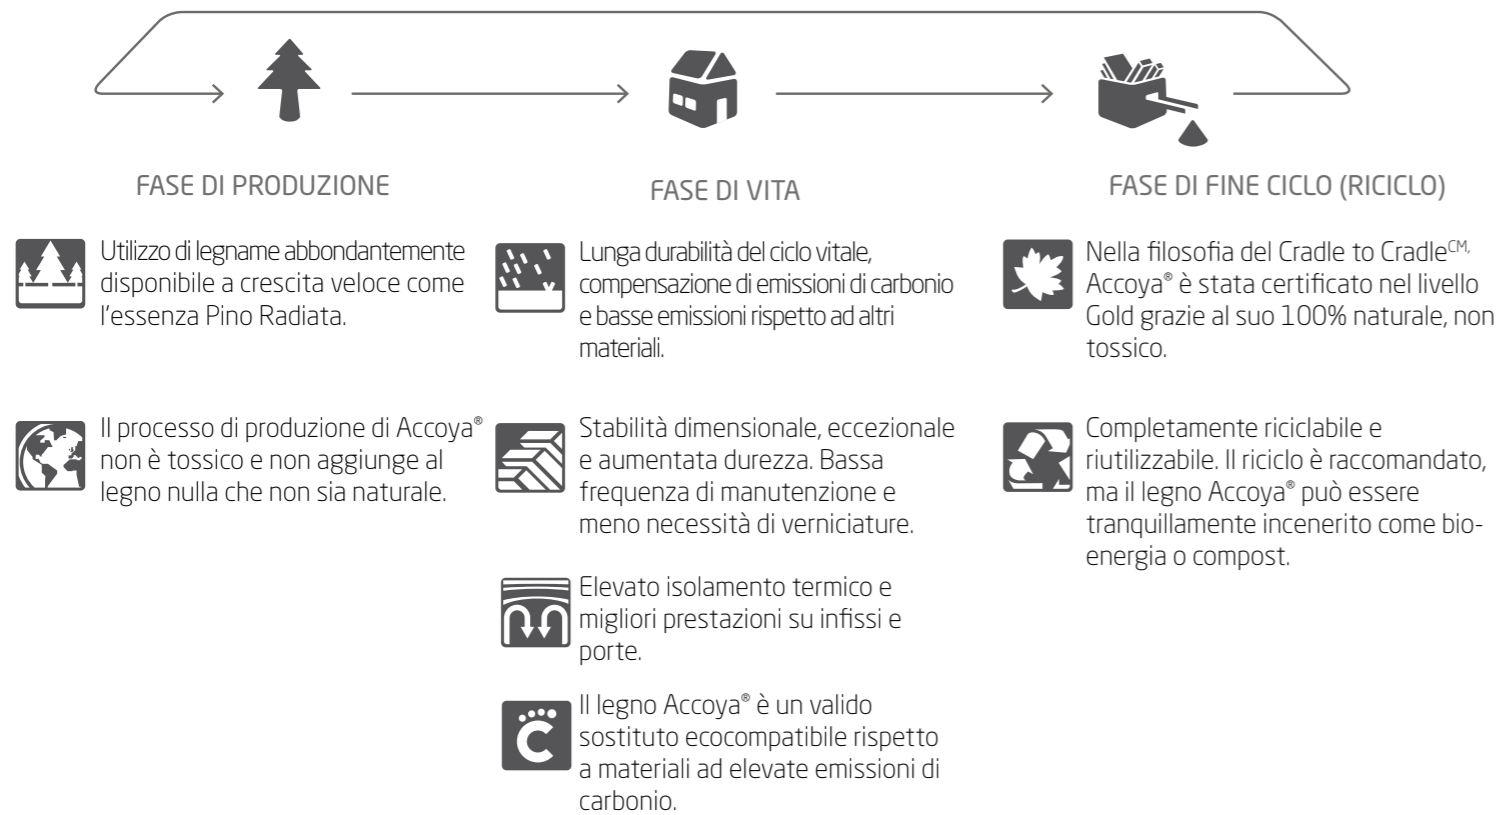 FASE DI PRODUZIONE
Utilizzo di legname abbondantemente
disponibile a crescita veloce come
l'essenza Pino Radiata.
Il processo di produzione di Accoya®
non è tossico e non aggiunge al
legno nulla che non sia naturale.
FASE DI VITA
Lunga durabilità del ciclo vitale,
compensazione di emissioni di carbonio
e basse emissioni rispetto ad altri
materiali.
Stabilità dimensionale, eccezionale
e aumentata durezza. Bassa
frequenza di manutenzione e
meno necessità di verniciature.
Elevato isolamento termico e
migliori prestazioni su infissi e
porte.
C
Il legno Accoya® è un valido
sostituto ecocompatibile rispetto
a materiali ad elevate emissioni di
carbonio.
FASE DI FINE CICLO (RICICLO)
Nella filosofia del Cradle to Cradle^CM,
Accoya® è stata certificato nel livello
Gold grazie al suo 100% naturale, non
tossico.
Completamente riciclabile e
riutilizzabile. Il riciclo è raccomandato,
ma il legno Accoya® può essere
tranquillamente incenerito come bio-
energia o compost.